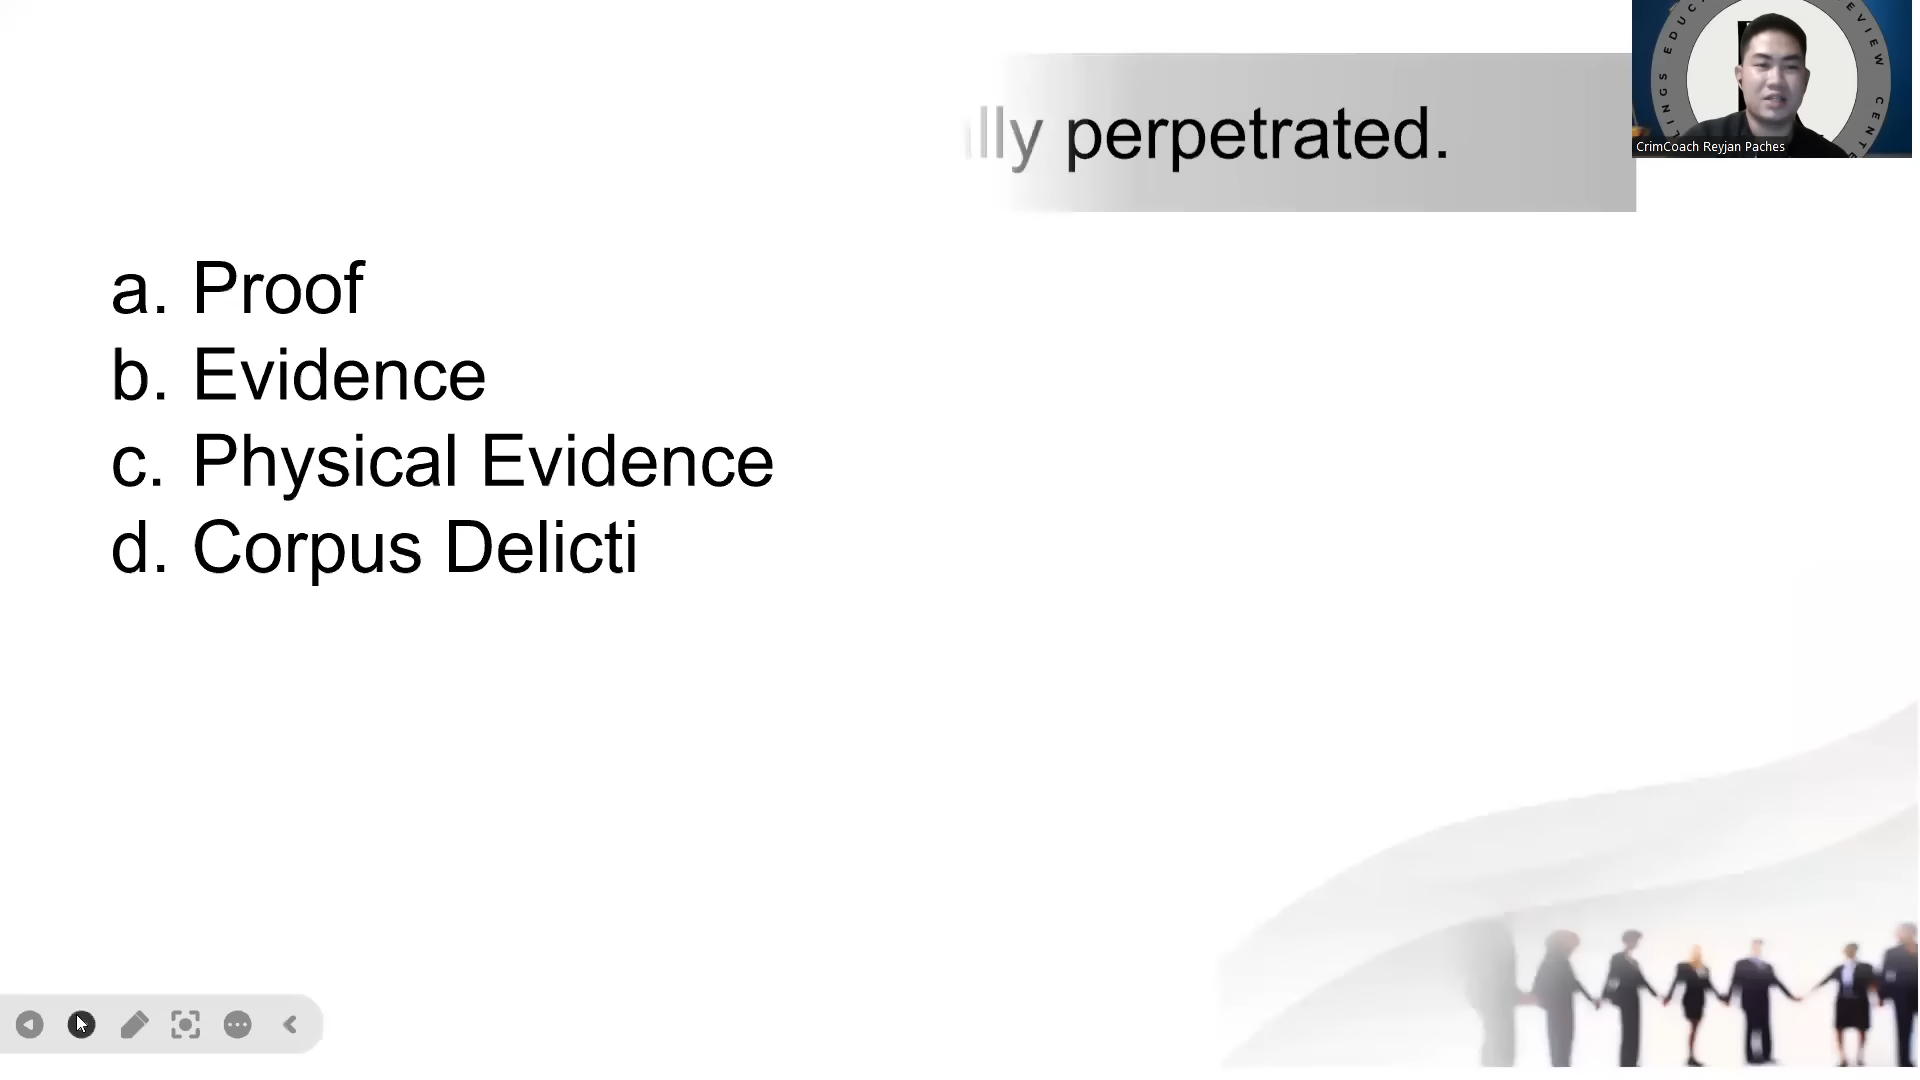 lly perpetrated.
a. Proof
b. Evidence
c. Physical Evidence
d. Corpus Delicti
CrimCoach Reyjan Paches